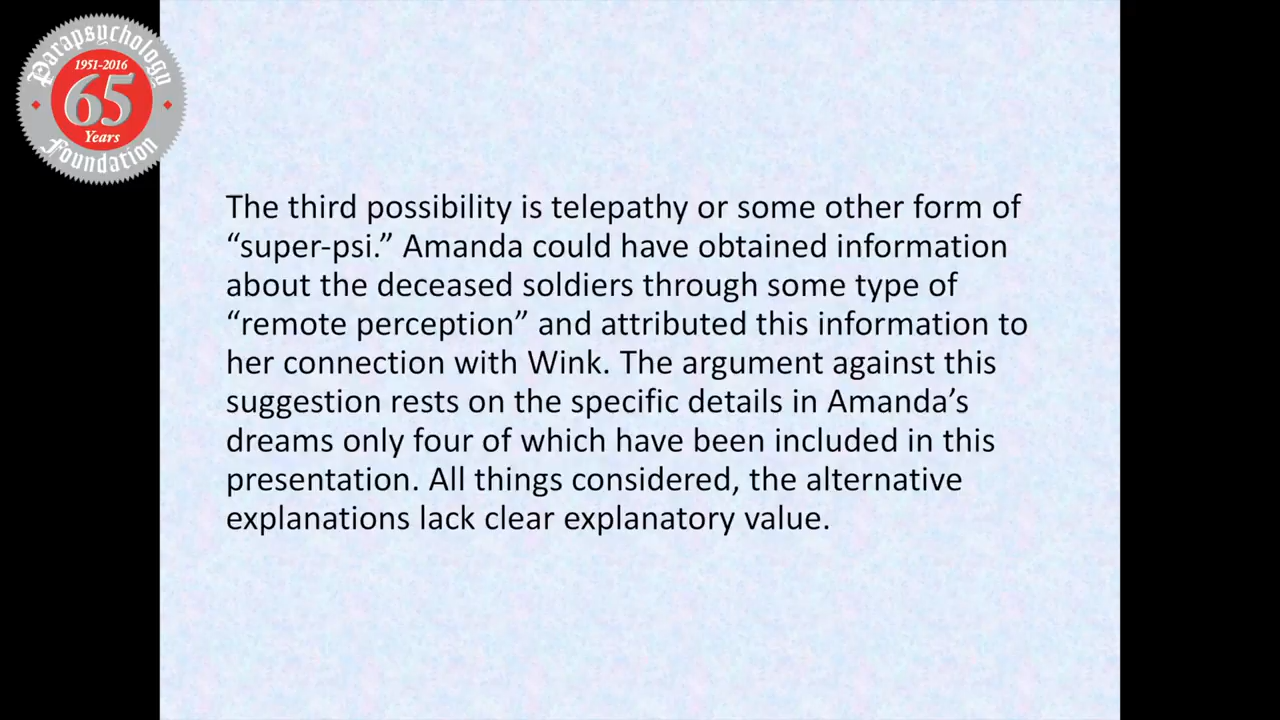 Parapsychology
1951-2016
65
Years
Foundation
The third possibility is telepathy or some other form of
“super-psi.” Amanda could have obtained information
about the deceased soldiers through some type of
“remote perception” and attributed this information to
her connection with Wink. The argument against this
suggestion rests on the specific details in Amanda’s
dreams only four of which have been included in this
presentation. All things considered, the alternative
explanations lack clear explanatory value.